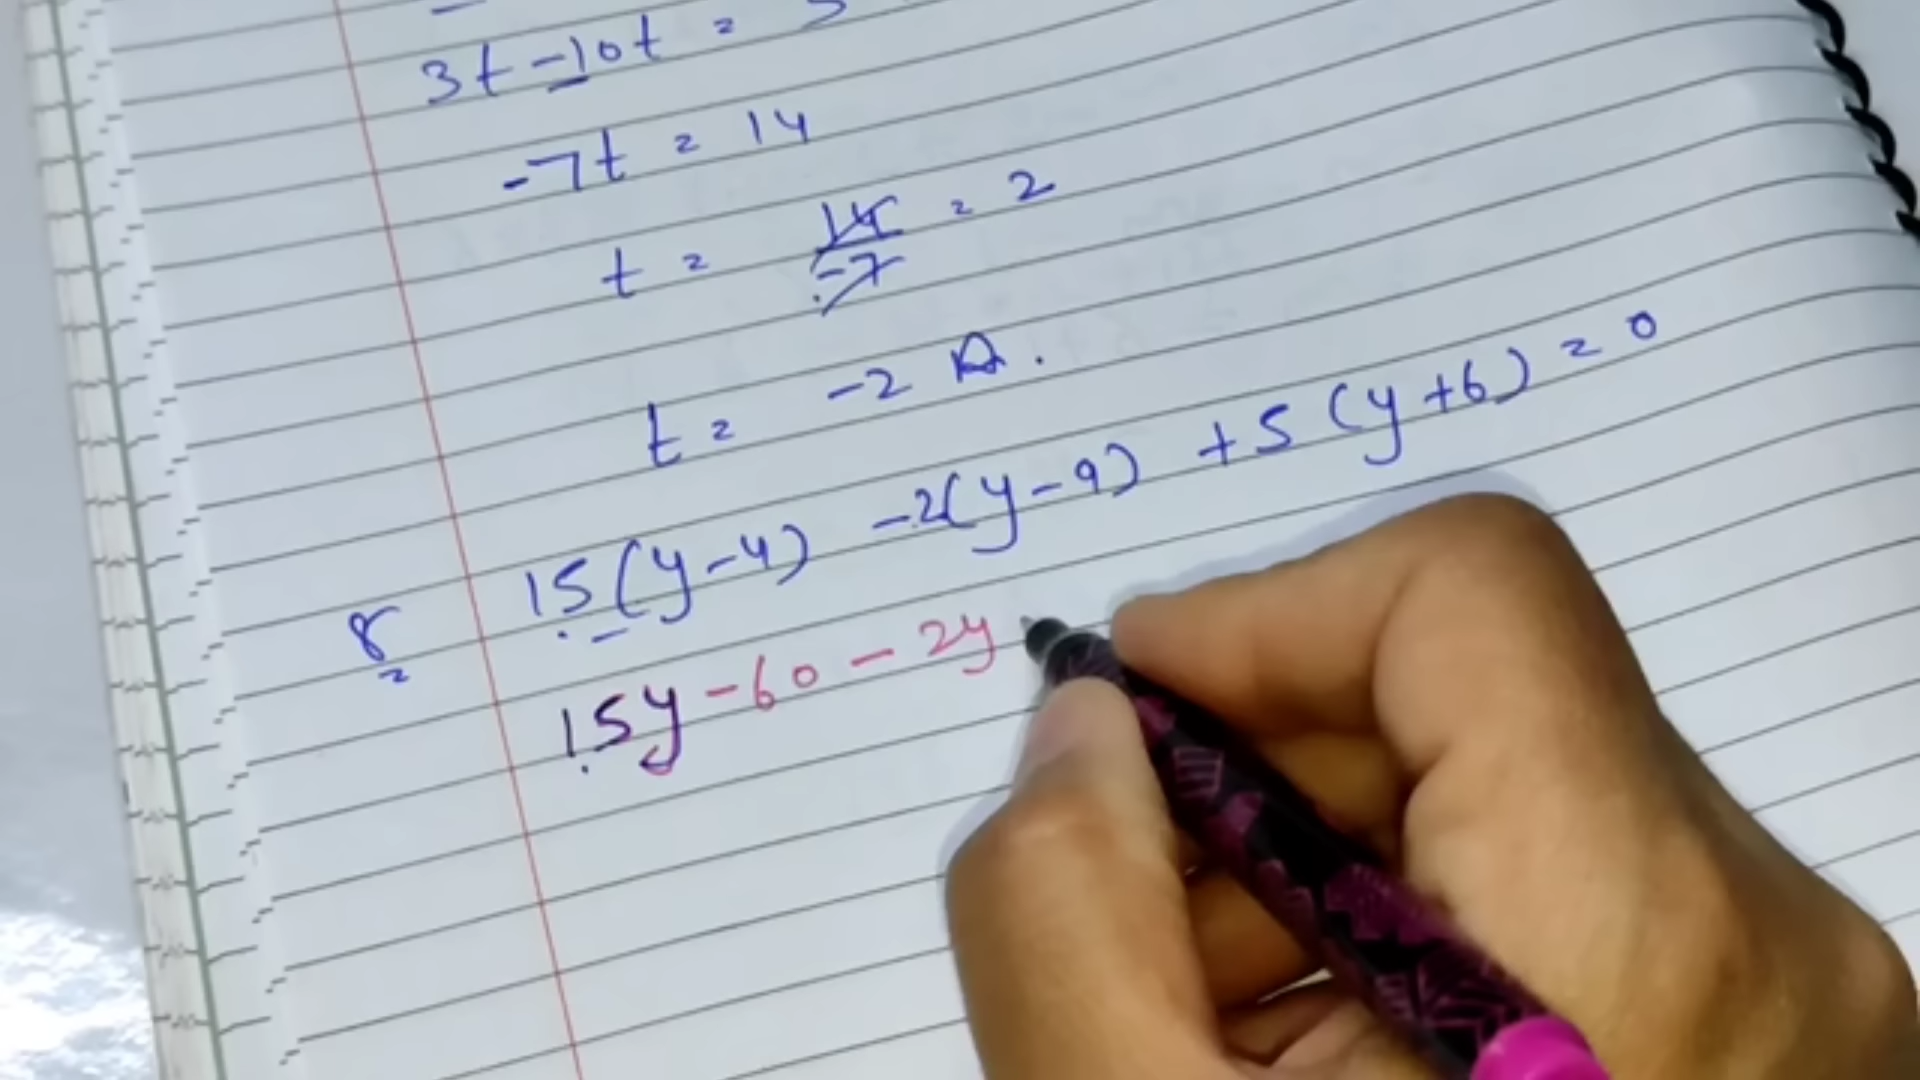 3t - 10t =
-7t = 14
t = 14/-7 = 2
t = -2
8 15(y-4) -2(y-9) +5(y+6) = 0
15y - 60 - 2y